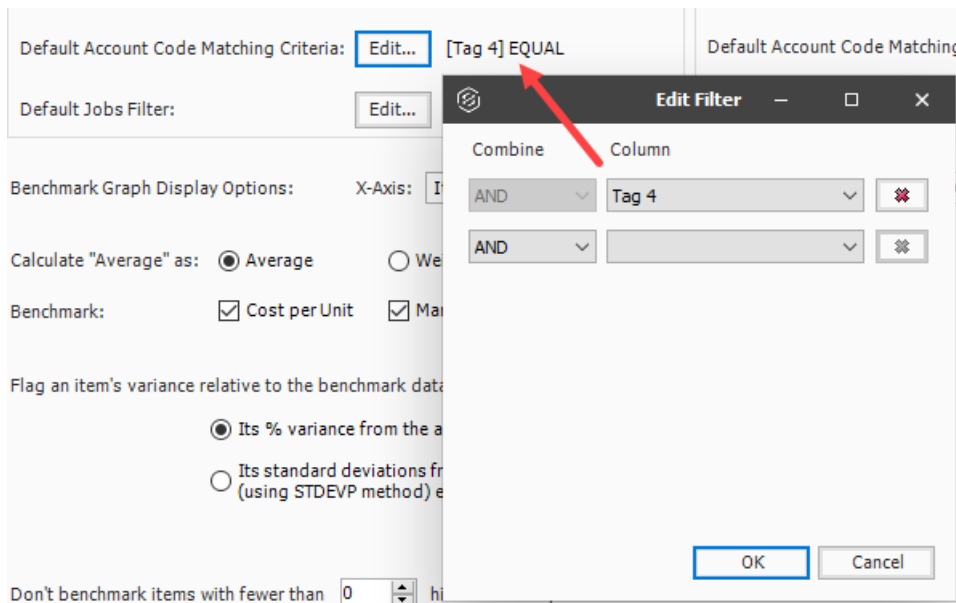 Default Account Code Matching Criteria: Edit... [Tag 4] EQUAL
Default Account Code Matching
Default Jobs Filter: Edit...
Edit Filter
Combine Column
AND Tag 4
AND
Benchmark Graph Display Options: X-Axis:
Calculate "Average" as: Average We
Benchmark: Cost per Unit Mar
Flag an item's variance relative to the benchmark data
Its % variance from the a
Its standard deviations fr
(using STDEVP method) e
OK Cancel
Don't benchmark items with fewer than 0 hi